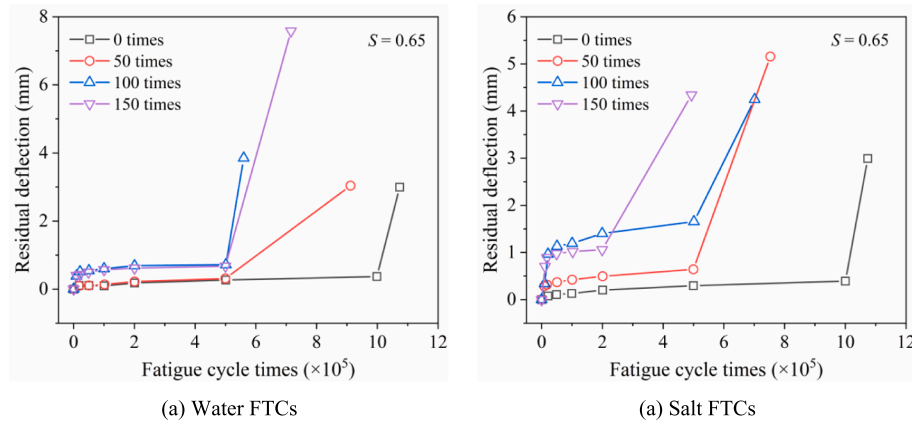 8
6
4
2
0
0 2 4 6 8 10 12
Residual deflection (mm)
Fatigue cycle times (×10⁵)
0 times
50 times
100 times
150 times
S = 0.65
(a) Water FTCs
6
5
4
3
2
1
0
0 2 4 6 8 10 12
Residual deflection (mm)
Fatigue cycle times (×10⁵)
0 times
50 times
100 times
150 times
S = 0.65
(a) Salt FTCs